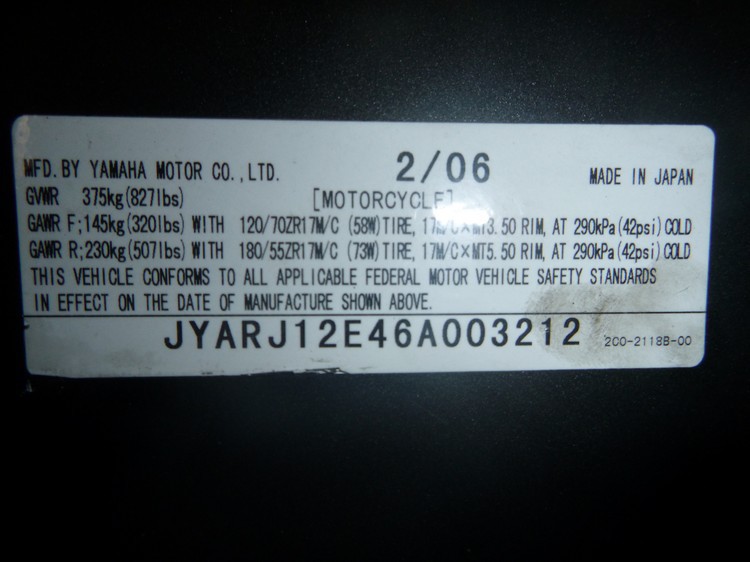 MFD. BY YAMAHA MOTOR CO., LTD. 2/06 MADE IN JAPAN
GVWR 375kg(827lbs) [MOTORCYCLE]
GAWR F;145kg(320lbs) WITH 120/70ZR17M/C (58W)TIRE, 17M/C×MT3.50 RIM, AT 290kPa(42psi)COLD
GAWR R;230kg(507lbs) WITH 180/55ZR17M/C (73W)TIRE, 17M/C×MT5.50 RIM, AT 290kPa(42psi)COLD
THIS VEHICLE CONFORMS TO ALL APPLICABLE FEDERAL MOTOR VEHICLE SAFETY STANDARDS
IN EFFECT ON THE DATE OF MANUFACTURE SHOWN ABOVE.
JYARJ12E46A003212 2C0-2118B-00